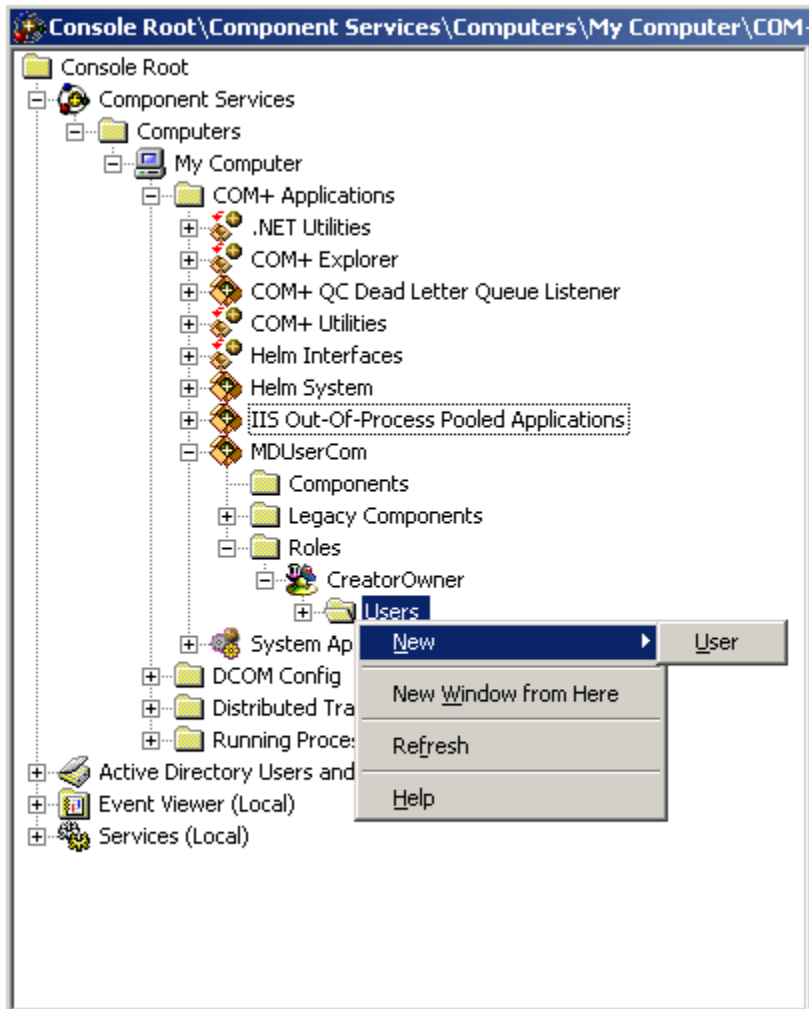 Console Root\Component Services\Computers\My Computer\COM+
Console Root
Component Services
Computers
My Computer
COM+ Applications
.NET Utilities
COM+ Explorer
COM+ QC Dead Letter Queue Listener
COM+ Utilities
Helm Interfaces
Helm System
IIS Out-Of-Process Pooled Applications
MDUserCom
Components
Legacy Components
Roles
CreatorOwner
Users
System Ap New User
DCOM Config
Distributed Tra New Window from Here
Running Proce Refresh
Active Directory Users and
Event Viewer (Local) Help
Services (Local)